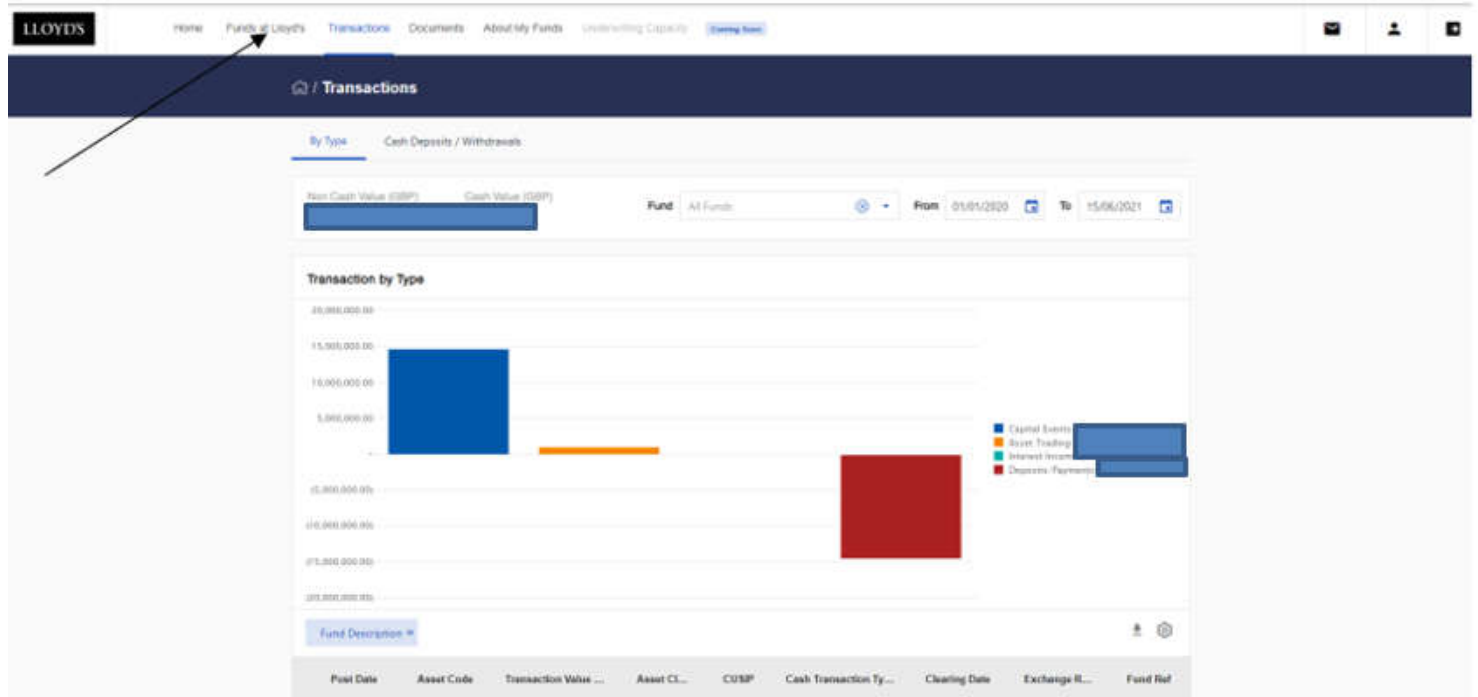 LLOYD'S
Home Funds at Lloyd's Transactions Documents About My Funds Underwriting Capacity Coming Soon
/ Transactions
By Type Cash Deposits / Withdrawals
Non Cash Value (GBP) Cash Value (GBP) Fund All Funds From 01/01/2020 To 15/06/2021
Transaction by Type
20,000,000.00
15,000,000.00
10,000,000.00
5,000,000.00
-
(5,000,000.00)
(10,000,000.00)
(15,000,000.00)
(20,000,000.00)
Capital Events
Asset Trading
Interest Income
Deposits /Payments
Fund Description
Post Date Asset Code Transaction Value ... Asset Cl... CUSIP Cash Transaction Ty... Clearing Date Exchange R... Fund Ref